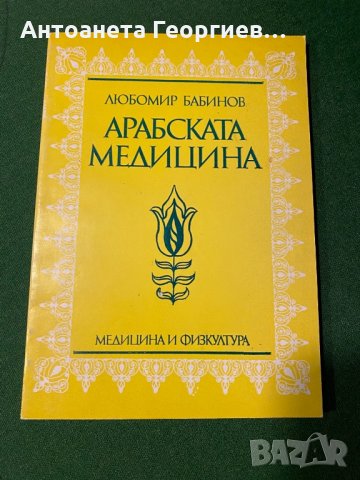 Антоанета Георгиев...
ЛЮБОМИР БАБИНОВ
АРАБСКАТА
МЕДИЦИНА
МЕДИЦИНА И ФИЗКУЛТУРА
BAZAR